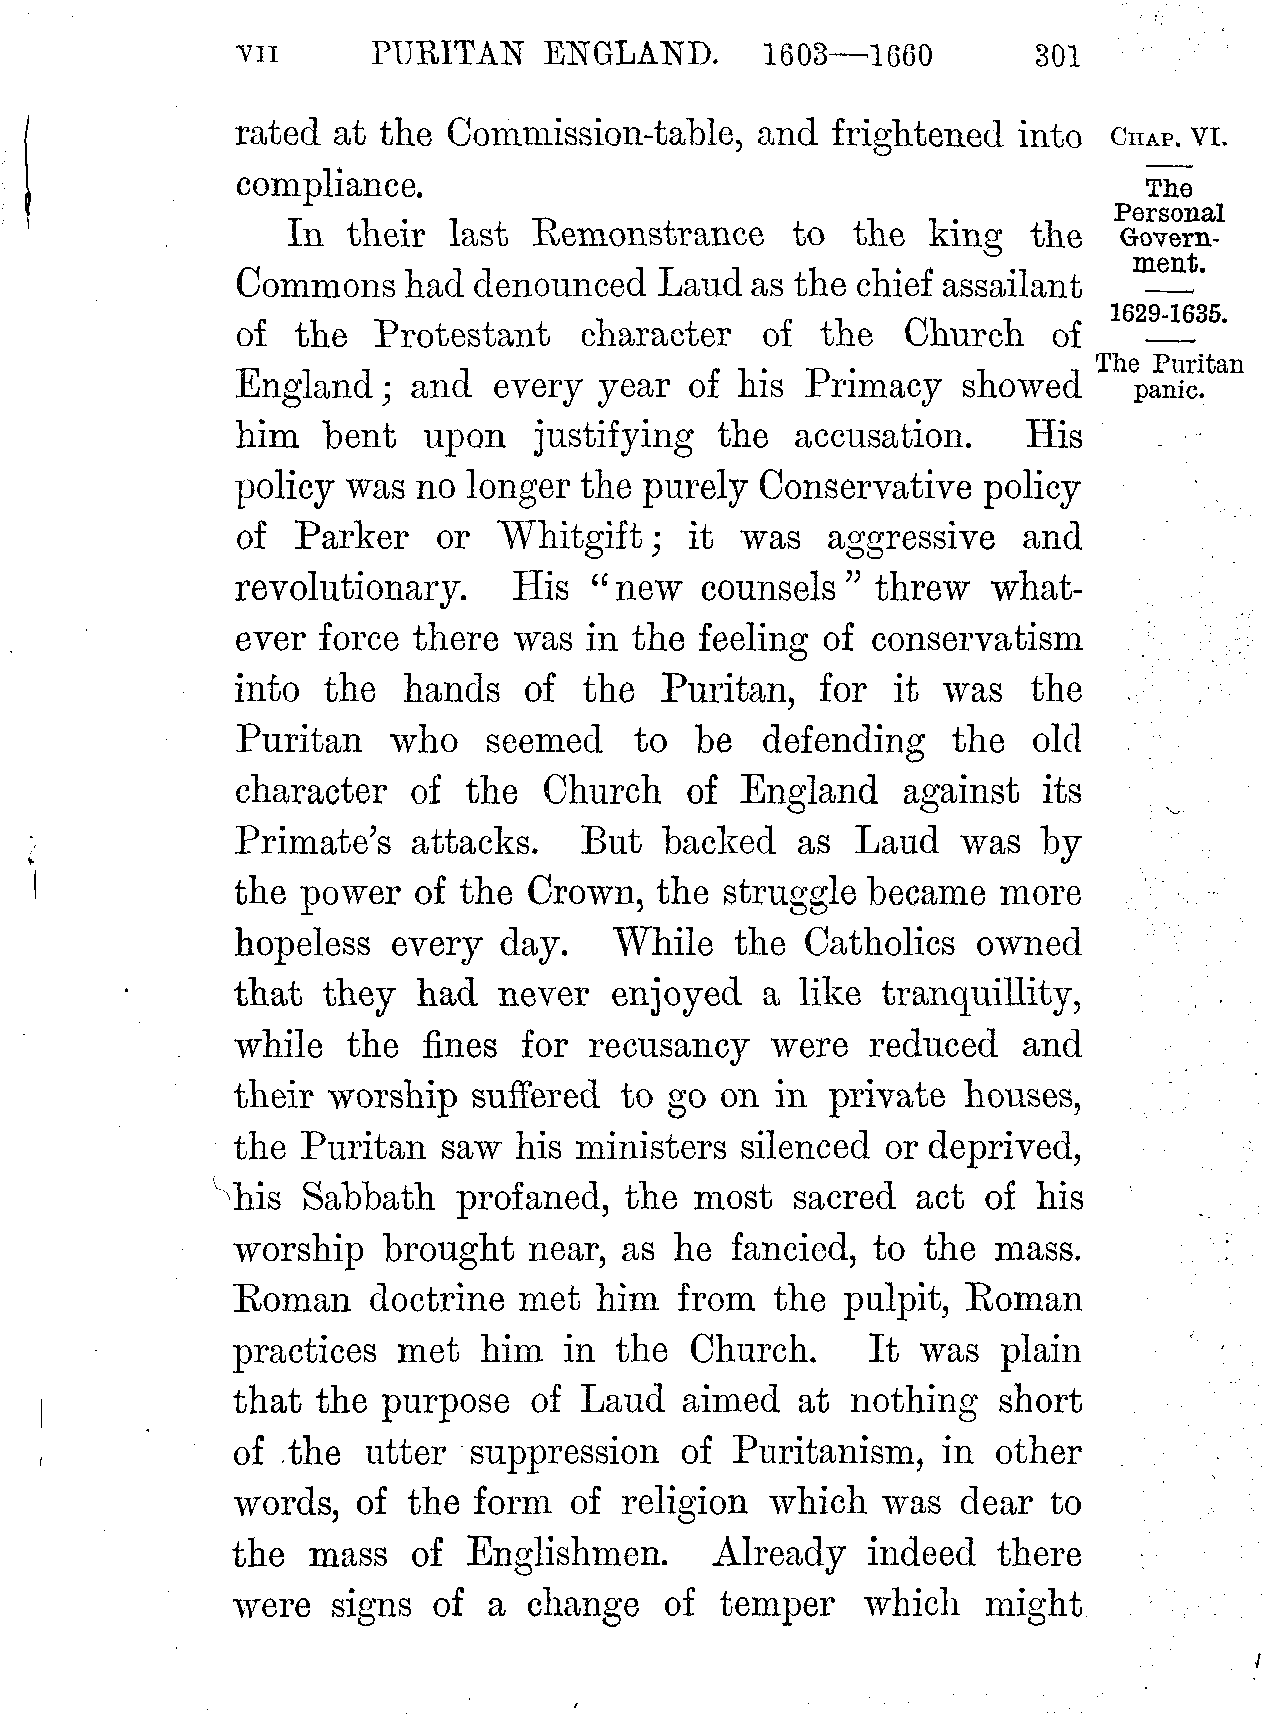 VII PURITAN ENGLAND. 1603—1660 301
rated at the Commission-table, and frightened into
compliance.
In their last Remonstrance to the king the
Commons had denounced Laud as the chief assailant
of the Protestant character of the Church of
England; and every year of his Primacy showed
him bent upon justifying the accusation. His
policy was no longer the purely Conservative policy
of Parker or Whitgift; it was aggressive and
revolutionary. His "new counsels" threw what-
ever force there was in the feeling of conservatism
into the hands of the Puritan, for it was the
Puritan who seemed to be defending the old
character of the Church of England against its
Primate's attacks. But backed as Laud was by
the power of the Crown, the struggle became more
hopeless every day. While the Catholics owned
that they had never enjoyed a like tranquillity,
while the fines for recusancy were reduced and
their worship suffered to go on in private houses,
the Puritan saw his ministers silenced or deprived,
his Sabbath profaned, the most sacred act of his
worship brought near, as he fancied, to the mass.
Roman doctrine met him from the pulpit, Roman
practices met him in the Church. It was plain
that the purpose of Laud aimed at nothing short
of the utter suppression of Puritanism, in other
words, of the form of religion which was dear to
the mass of Englishmen. Already indeed there
were signs of a change of temper which might
CHAP. VI.
The
Personal
Govern-
ment.
1629-1635.
The Puritan
panic.